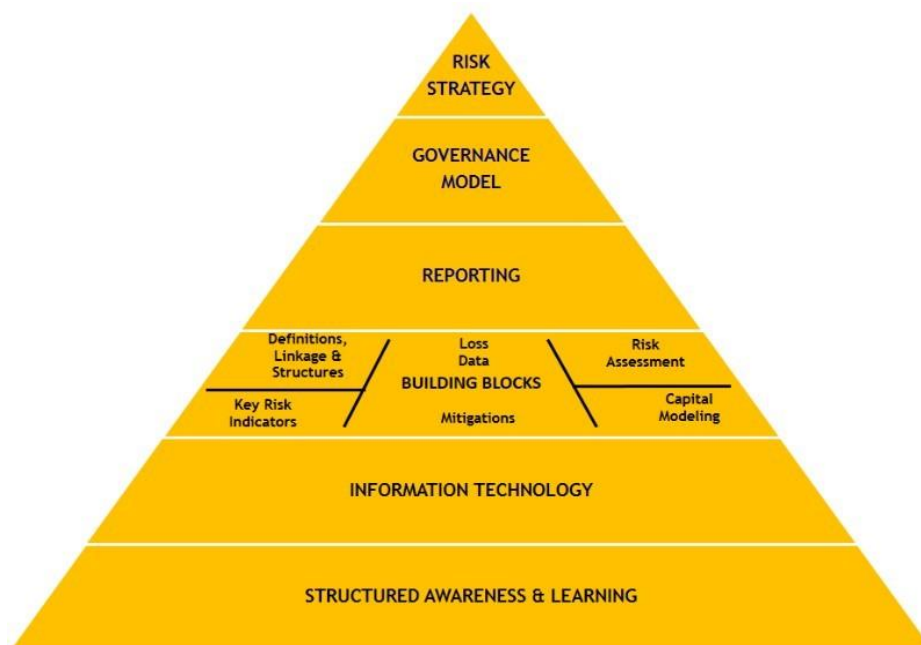 RISK
STRATEGY
GOVERNANCE
MODEL
REPORTING
Definitions,
Linkage &
Structures
Key Risk
Indicators
Loss
Data
BUILDING BLOCKS
Mitigations
Risk
Assessment
Capital
Modeling
INFORMATION TECHNOLOGY
STRUCTURED AWARENESS & LEARNING